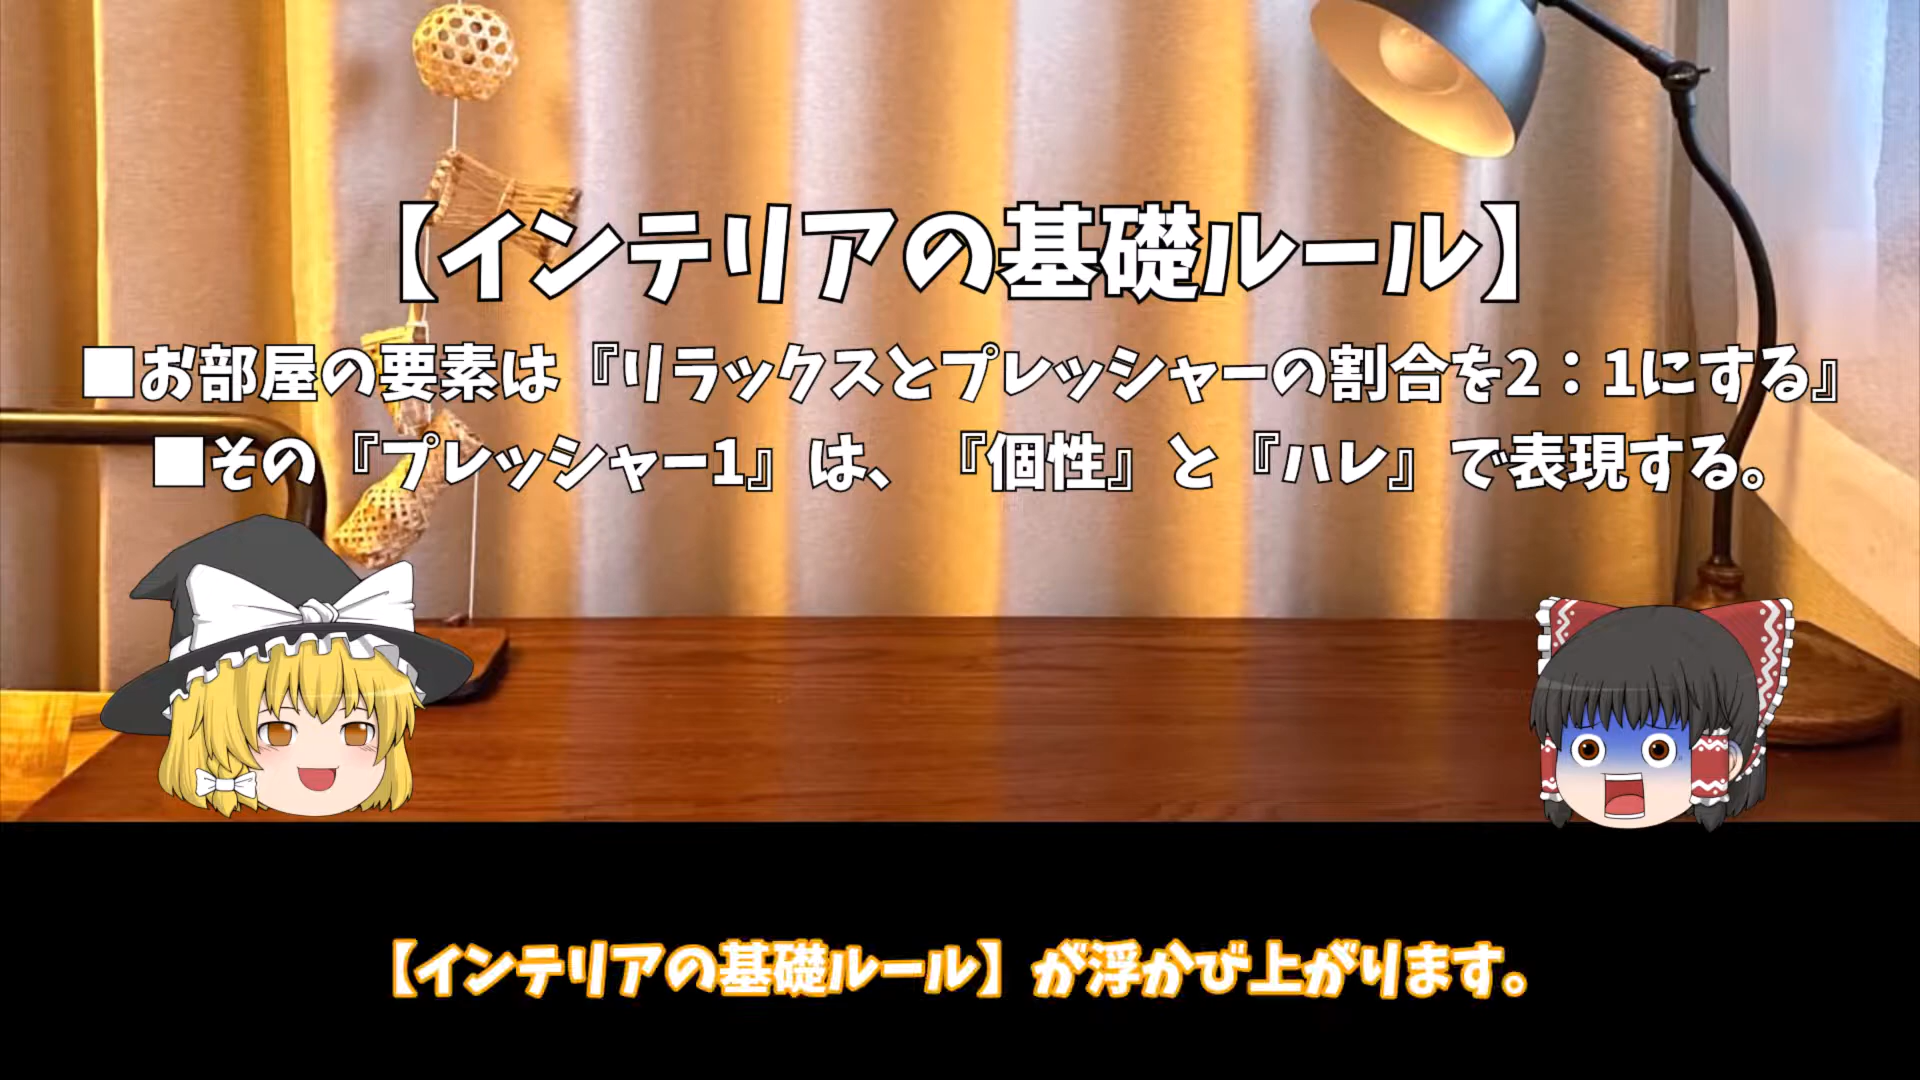 【インテリアの基礎ルール】
■お部屋の要素は『リラックスとプレッシャーの割合を2：1にする』
■その『プレッシャー1』は、『個性』と『ハレ』で表現する。
【インテリアの基礎ルール】が浮かび上がります。